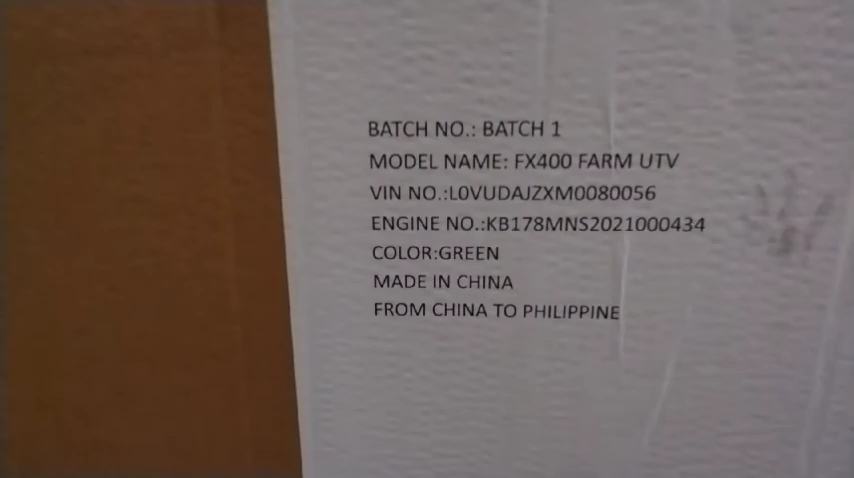 BATCH NO.: BATCH 1
MODEL NAME: FX400 FARM UTV
VIN NO.:L0VUDAJZXM0080056
ENGINE NO.:KB178MNS2021000434
COLOR:GREEN
MADE IN CHINA
FROM CHINA TO PHILIPPINE